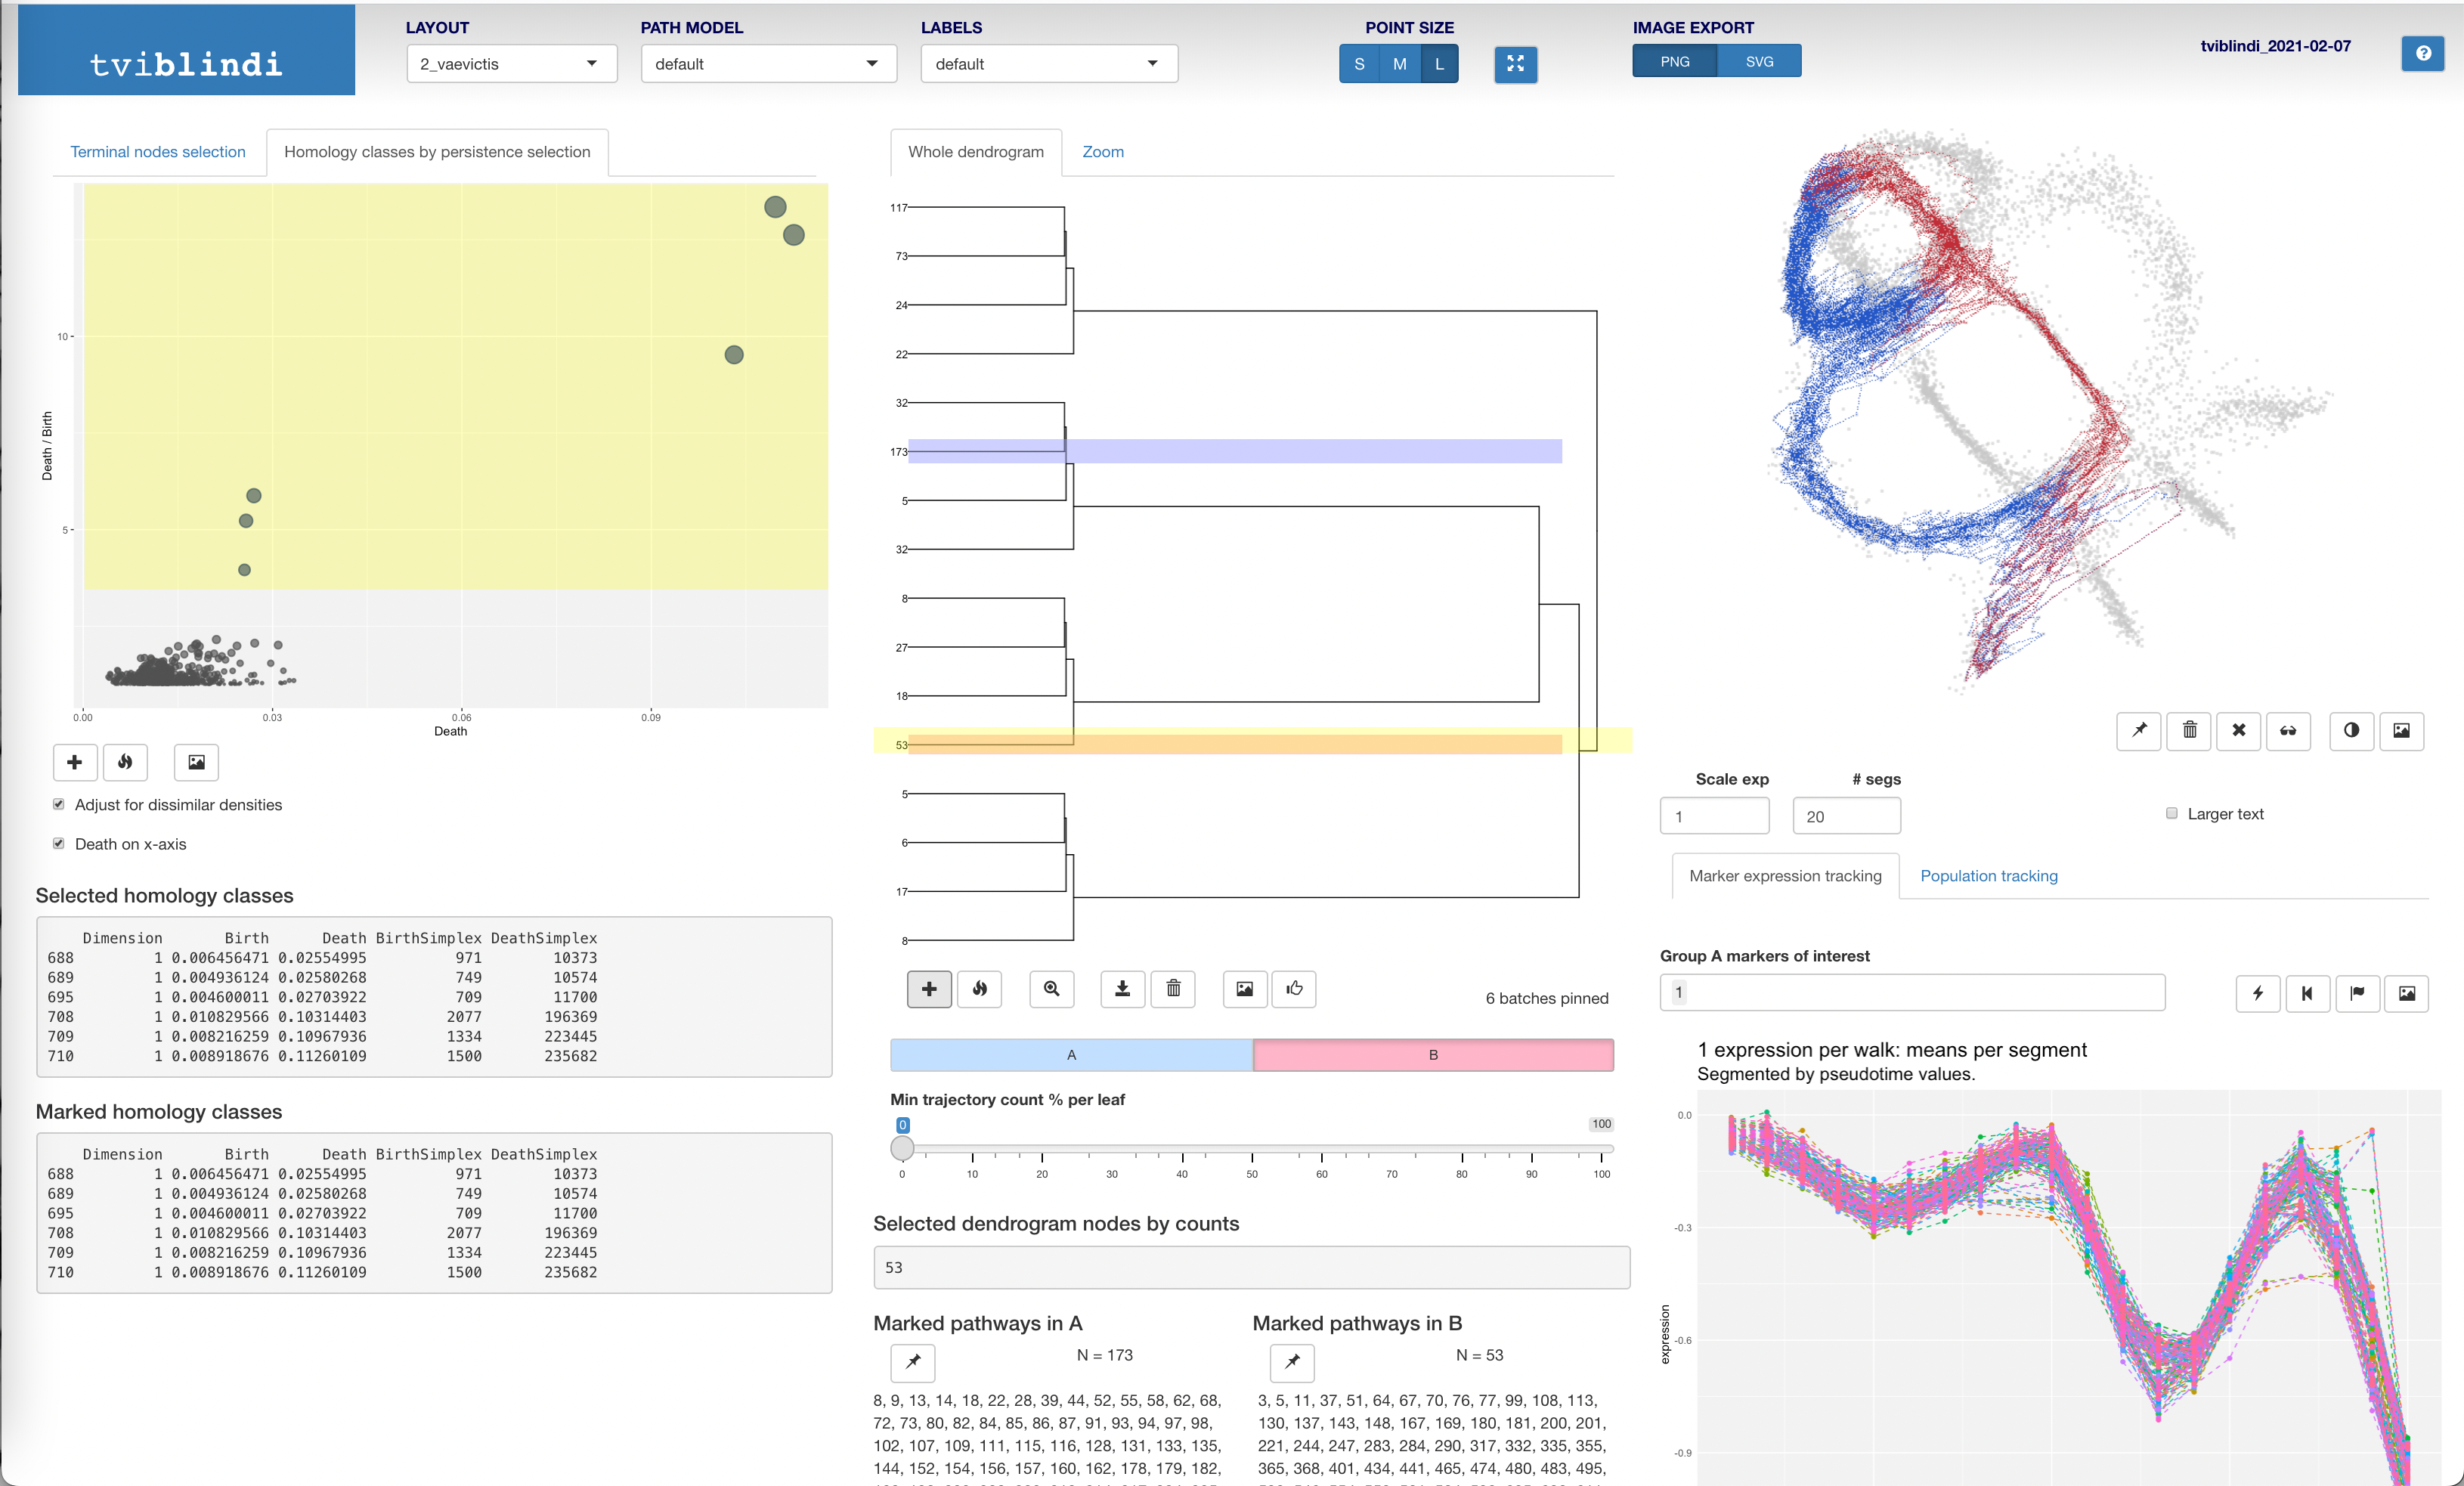 tviblindi
LAYOUT
2_vaevictis
PATH MODEL
default
LABELS
default
POINT SIZE
S M L
IMAGE EXPORT
PNG SVG
tviblindi_2021-02-07
Terminal nodes selection
Homology classes by persistence selection
10
5
Death / Birth
0.00 0.03 0.06 0.09
Death
Adjust for dissimilar densities
Death on x-axis
Selected homology classes
Dimension Birth Death BirthSimplex DeathSimplex
688 1 0.006456471 0.02554995 971 10373
689 1 0.004936124 0.02580268 749 10574
695 1 0.004600011 0.02703922 709 11700
708 1 0.010829566 0.10314403 2077 196369
709 1 0.008216259 0.10967936 1334 223445
710 1 0.008918676 0.11260109 1500 235682
Marked homology classes
Dimension Birth Death BirthSimplex DeathSimplex
688 1 0.006456471 0.02554995 971 10373
689 1 0.004936124 0.02580268 749 10574
695 1 0.004600011 0.02703922 709 11700
708 1 0.010829566 0.10314403 2077 196369
709 1 0.008216259 0.10967936 1334 223445
710 1 0.008918676 0.11260109 1500 235682
Whole dendrogram
Zoom
117
73
24
22
32
173
5
32
8
27
18
53
5
6
17
8
6 batches pinned
A B
Min trajectory count % per leaf
0 100
0 10 20 30 40 50 60 70 80 90 100
Selected dendrogram nodes by counts
53
Marked pathways in A
N = 173
8, 9, 13, 14, 18, 22, 28, 39, 44, 52, 55, 58, 62, 68,
72, 73, 80, 82, 84, 85, 86, 87, 91, 93, 94, 97, 98,
102, 107, 109, 111, 115, 116, 128, 131, 133, 135,
144, 152, 154, 156, 157, 160, 162, 178, 179, 182,
Marked pathways in B
N = 53
3, 5, 11, 37, 51, 64, 67, 70, 76, 77, 99, 108, 113,
130, 137, 143, 148, 167, 169, 180, 181, 200, 201,
221, 244, 247, 283, 284, 290, 317, 332, 335, 355,
365, 368, 401, 434, 441, 465, 474, 480, 483, 495,
Scale exp
1
# segs
20
Larger text
Marker expression tracking
Population tracking
Group A markers of interest
1
1 expression per walk: means per segment
Segmented by pseudotime values.
0.0
-0.3
-0.6
-0.9
expression